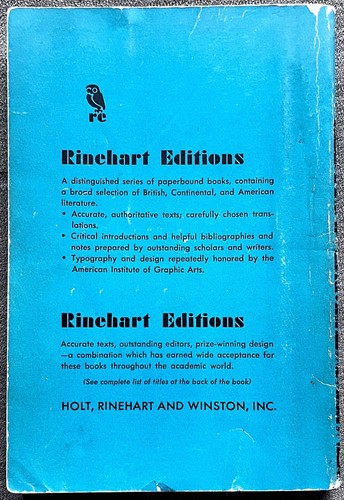 re
Rinehart Editions
A distinguished series of paperbound books, containing
a broad selection of British, Continental, and American
literature.
• Accurate, authoritative texts; carefully chosen trans-
lations.
• Critical introductions and helpful bibliographies and
notes prepared by outstanding scholars and writers.
• Typography and design repeatedly honored by the
American Institute of Graphic Arts.
Rinehart Editions
Accurate texts, outstanding editors, prize-winning design
—a combination which has earned wide acceptance for
these books throughout the academic world.
(See complete list of titles at the back of the book)
HOLT, RINEHART AND WINSTON, INC.